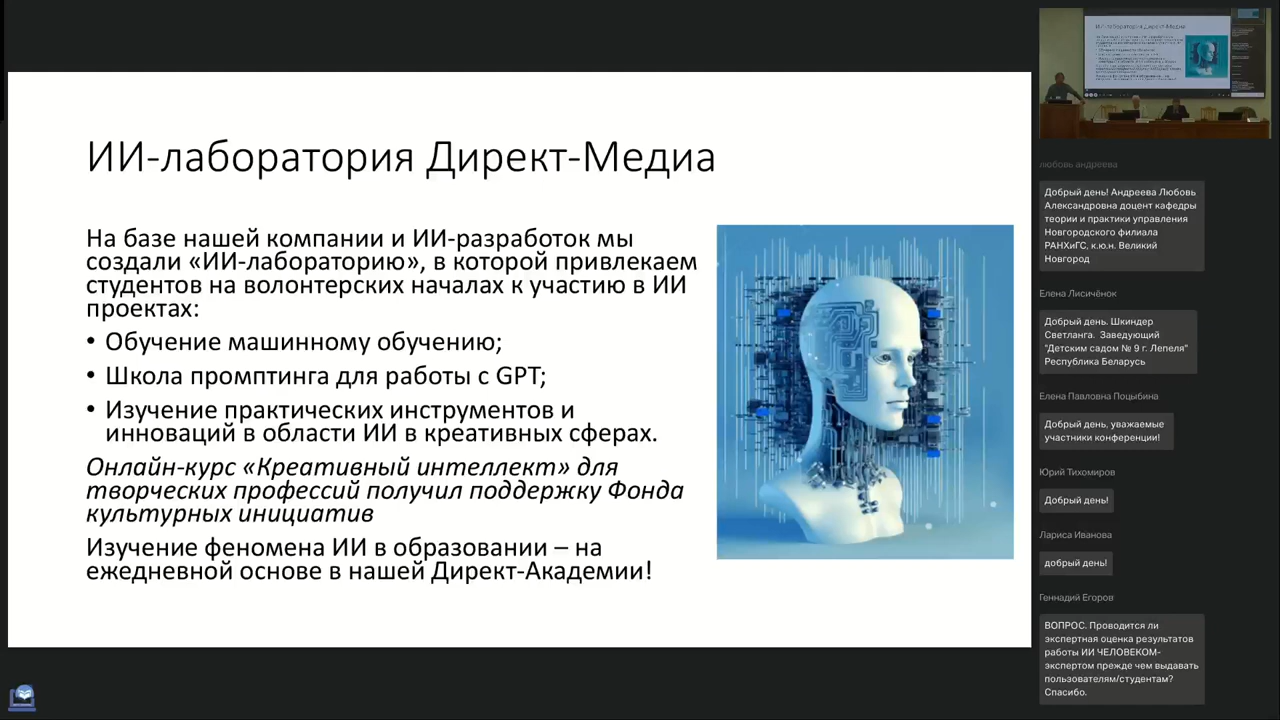 ИИ-лаборатория Директ-Медиа
На базе нашей компании и ИИ-разработок мы
создали «ИИ-лабораторию», в которой привлекаем
студентов на волонтерских началах к участию в ИИ
проектах:
• Обучение машинному обучению;
• Школа промптинга для работы с GPT;
• Изучение практических инструментов и
инноваций в области ИИ в креативных сферах.
Онлайн-курс «Креативный интеллект» для
творческих профессий получил поддержку Фонда
культурных инициатив
Изучение феномена ИИ в образовании – на
ежедневной основе в нашей Директ-Академии!
ИИ-лаборатория Директ-Медиа
любовь андреева
Добрый день! Андреева Любовь
Александровна доцент кафедры
теории и практики управления
Новгородского филиала
РАНХиГС, к.ю.н. Великий
Новгород
Елена Лисичёнок
Добрый день. Шкиндер
Светланга. Заведующий
"Детским садом № 9 г. Лепеля"
Республика Беларусь
Елена Павловна Поцыбина
Добрый день, уважаемые
участники конференции!
Юрий Тихомиров
Добрый день!
Лариса Иванова
добрый день!
Геннадий Егоров
ВОПРОС. Проводится ли
экспертная оценка результатов
работы ИИ ЧЕЛОВЕКОМ-
экспертом прежде чем выдавать
пользователям/студентам?
Спасибо.